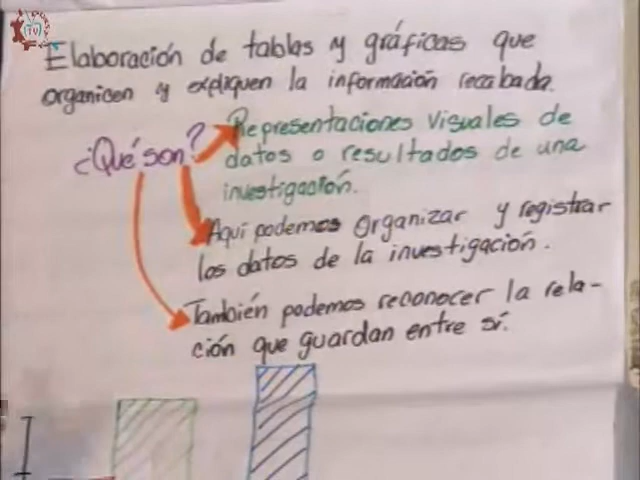 TV
Elaboración de tablas y gráficas que
organicen y expliquen la información recabada.
¿Qué son?
Representaciones visuales de
datos o resultados de una
investigación.
Aquí podemos organizar y registrar
los datos de la investigación.
También podemos reconocer la rela-
ción que guardan entre sí.